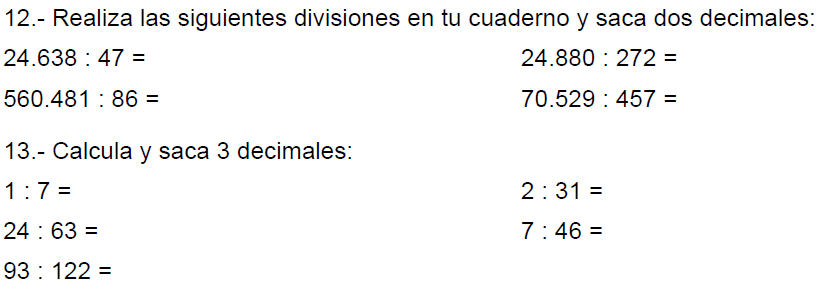 12.- Realiza las siguientes divisiones en tu cuaderno y saca dos decimales:
24.638 : 47 = 24.880 : 272 =
560.481 : 86 = 70.529 : 457 =
13.- Calcula y saca 3 decimales:
1 : 7 = 2 : 31 =
24 : 63 = 7 : 46 =
93 : 122 =